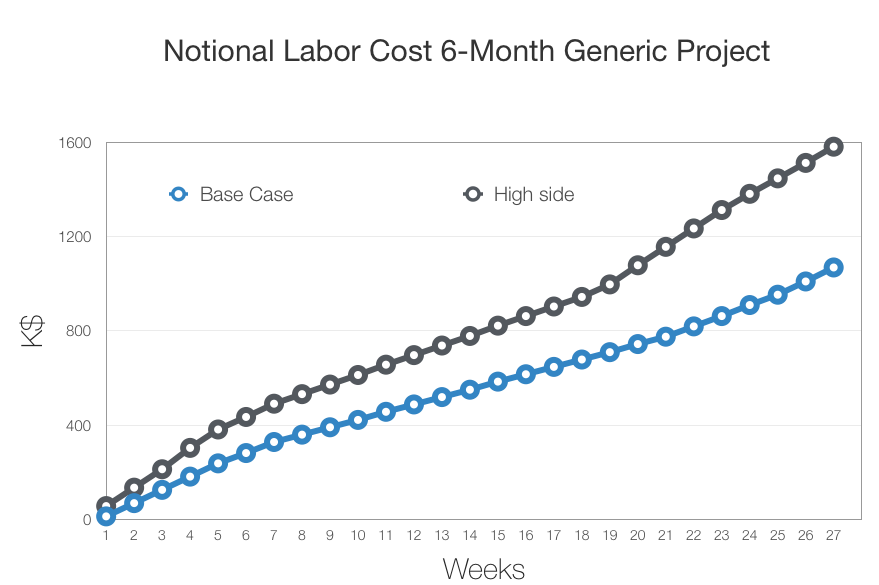 Notional Labor Cost 6-Month Generic Project
1600
Base Case High side
1200
K$
800
400
0
1 2 3 4 5 6 7 8 9 10 11 12 13 14 15 16 17 18 19 20 21 22 23 24 25 26 27
Weeks